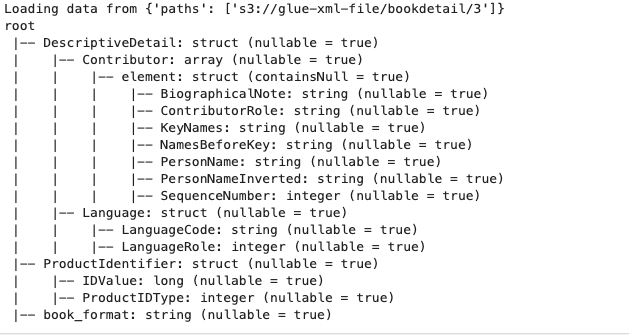 Loading data from {'paths': ['s3://glue-xml-file/bookdetail/3']}
root
 |-- DescriptiveDetail: struct (nullable = true)
 |    |-- Contributor: array (nullable = true)
 |    |    |-- element: struct (containsNull = true)
 |    |    |    |-- BiographicalNote: string (nullable = true)
 |    |    |    |-- ContributorRole: string (nullable = true)
 |    |    |    |-- KeyNames: string (nullable = true)
 |    |    |    |-- NamesBeforeKey: string (nullable = true)
 |    |    |    |-- PersonName: string (nullable = true)
 |    |    |    |-- PersonNameInverted: string (nullable = true)
 |    |    |    |-- SequenceNumber: integer (nullable = true)
 |    |-- Language: struct (nullable = true)
 |    |    |-- LanguageCode: string (nullable = true)
 |    |    |-- LanguageRole: integer (nullable = true)
 |-- ProductIdentifier: struct (nullable = true)
 |    |-- IDValue: long (nullable = true)
 |    |-- ProductIDType: integer (nullable = true)
 |-- book_format: string (nullable = true)